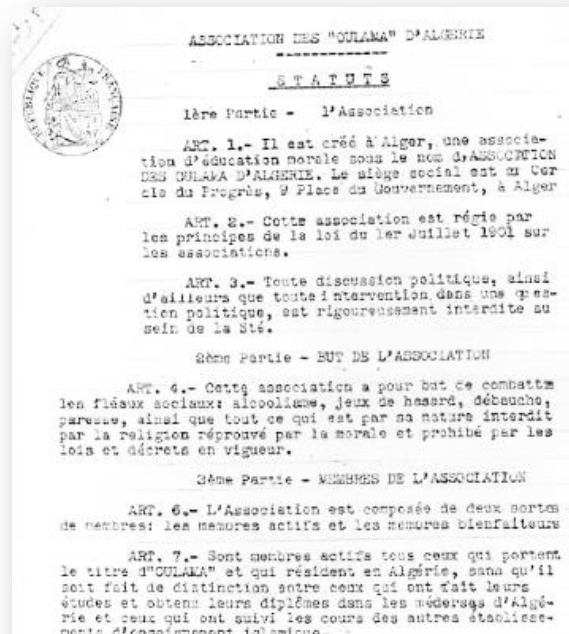 ASSOCIATION DES "OULAMA" D'ALGERIE
STATUTS
REPUBLIQUE FRANÇAISE
1ère Partie - l'Association
ART. 1.- Il est créé à Alger, une associa-
tion d'éducation morale sous le nom d,ASSOCIATION
DES OULAMA D'ALGERIE. Le siège social est au Cer
cle du Progrès, 9 Place du Gouvernement, à Alger
ART. 2.- Cette association est régie par
les principes de la loi du 1er Juillet 1901 sur
les associations.
ART. 3.- Toute discussion politique, ainsi
d'ailleurs que toute intervention dans une ques-
tion politique, est rigoureusement interdite au
sein de la Sté.
2ème Partie - BUT DE L'ASSOCIATION
ART. 4.- Cette association a pour but de combattre
les fléaux sociaux: alcoolisme, jeux de hasard, débauche,
paresse, ainsi que tout ce qui est par sa nature interdit
par la religion réprouvé par la morale et prohibé par les
lois et décrets en vigueur.
3ème Partie - MEMBRES DE L'ASSOCIATION
ART. 6.- L'Association est composée de deux sortes
de membres: les membres actifs et les membres bienfaiteurs
ART. 7.- Sont membres actifs tous ceux qui portent
le titre d"OULAMA" et qui résident en Algérie, sans qu'il
soit fait de distinction entre ceux qui ont fait leurs
études et obtenu leurs diplômes dans les médersas d'Algé-
rie et ceux qui ont suivi les cours des autres établisse-
ments d'enseignement islamique.